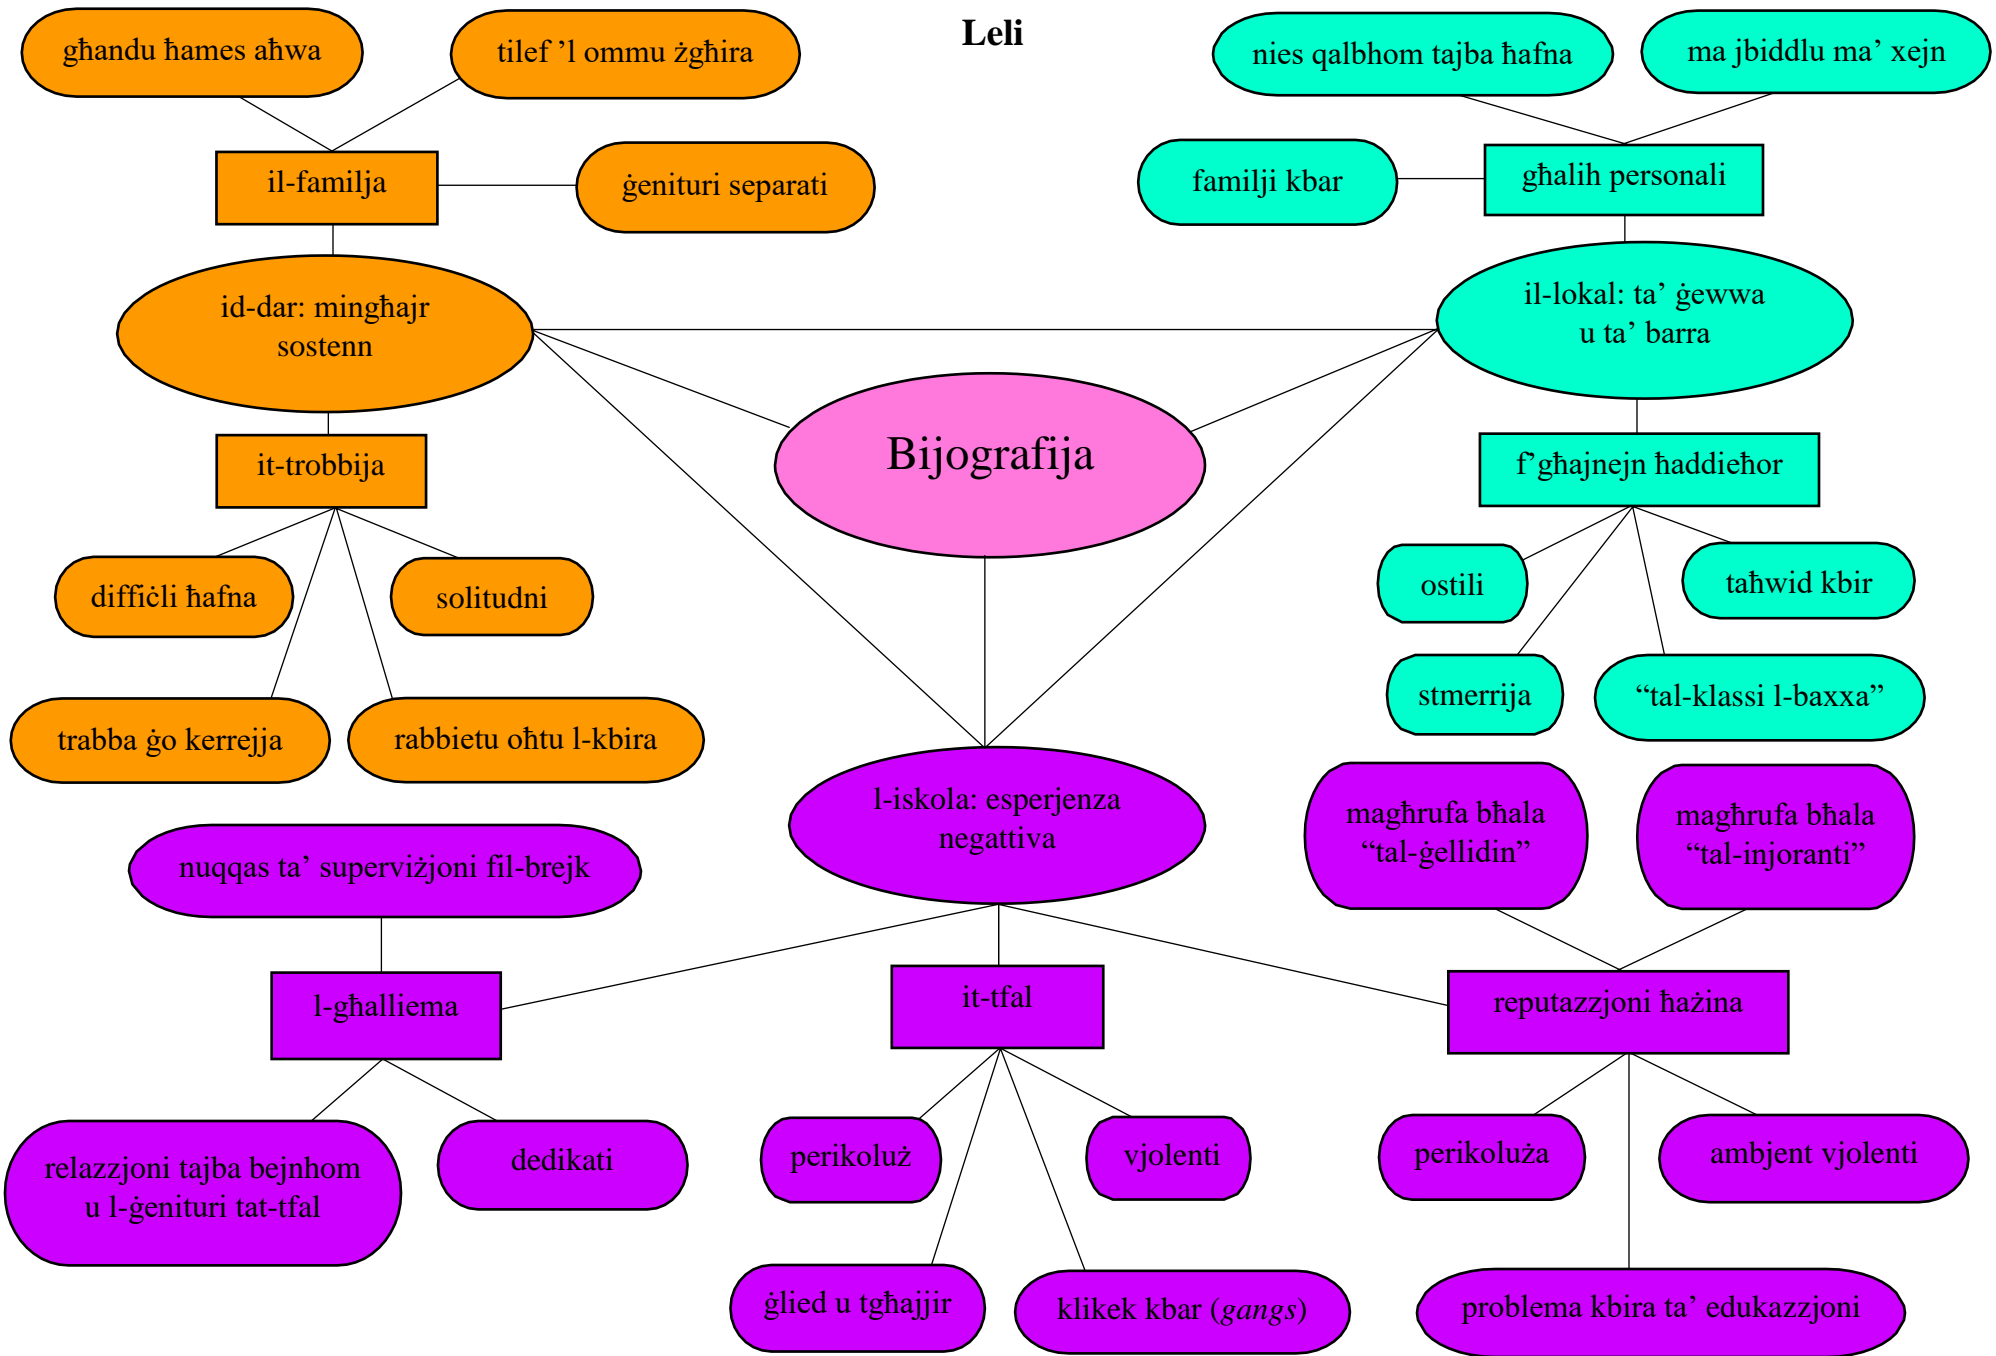 Leli
għandu ħames aħwa
tilef 'l ommu żgħira
il-familja
ġenituri separati
id-dar: mingħajr
sostenn
it-trobbija
diffiċli ħafna
solitudni
trabba ġo kerrejja
rabbietu oħtu l-kbira
nies qalbhom tajba ħafna
ma jbiddlu ma' xejn
familji kbar
għalih personali
il-lokal: ta' ġewwa
u ta' barra
f'għajnejn ħaddieħor
ostili
taħwid kbir
stmerrija
“tal-klassi l-baxxa”
Bijografija
l-iskola: esperjenza
negattiva
nuqqas ta' superviżjoni fil-brejk
l-għalliema
relazzjoni tajba bejnhom
u l-ġenituri tat-tfal
dedikati
it-tfal
perikoluż
vjolenti
ġlied u tgħajjir
klikek kbar (gangs)
magħrufa bħala
“tal-ġellidin”
magħrufa bħala
“tal-injoranti”
reputazzjoni ħażina
perikoluża
ambjent vjolenti
problema kbira ta' edukazzjoni